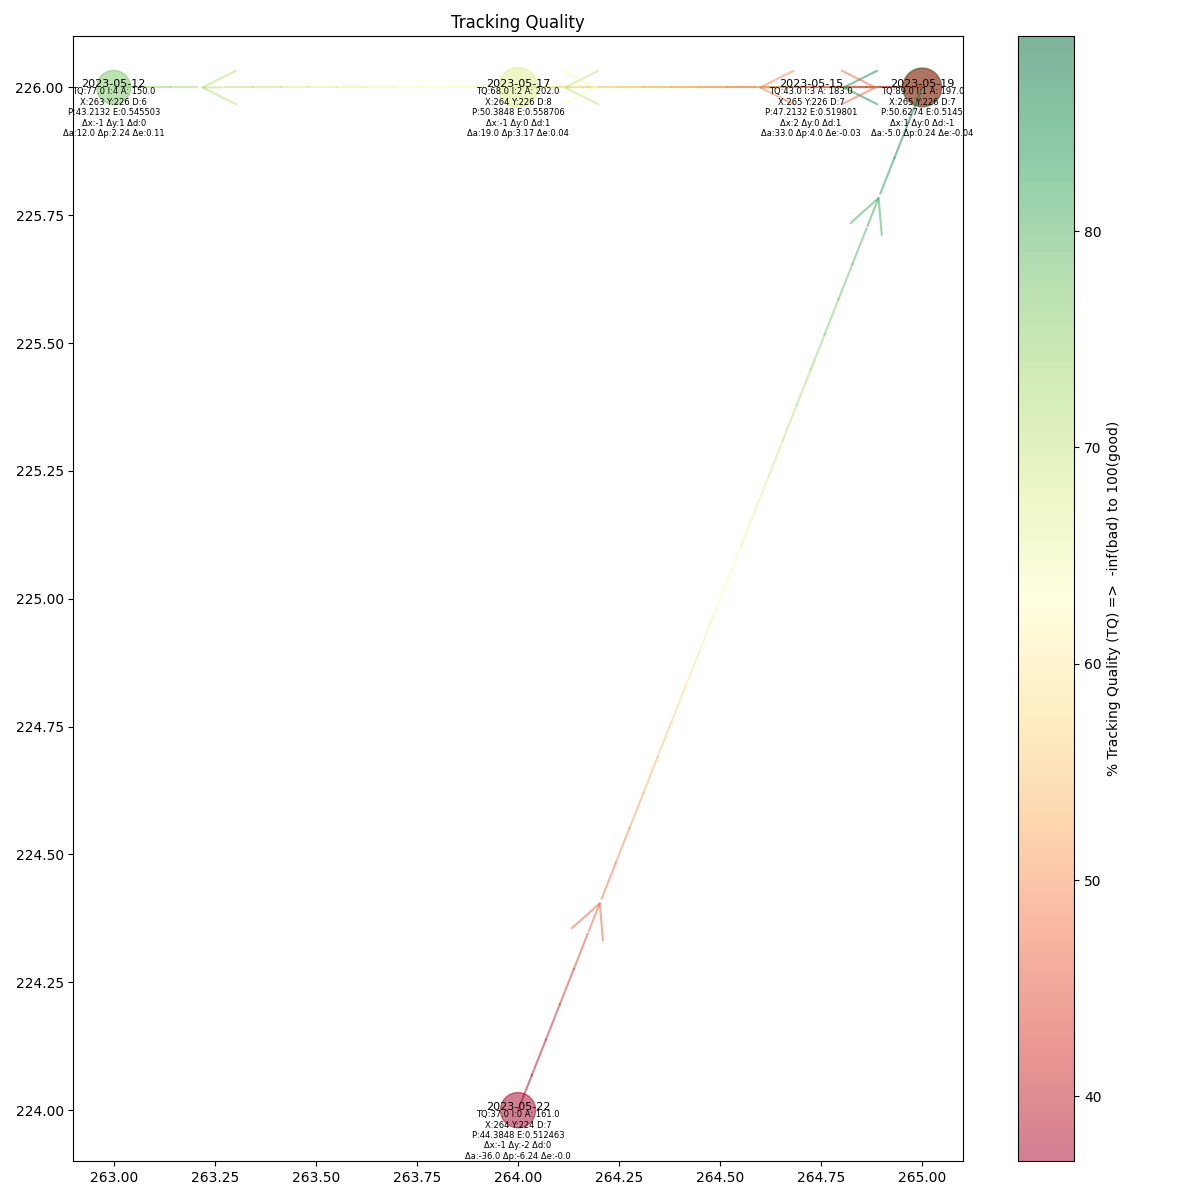 Tracking Quality
226.00
225.75
225.50
225.25
225.00
224.75
224.50
224.25
224.00
2023-05-12
TQ:77.0 I:4 A: 150.0
X:263 Y:226 D:6
P:43.2132 E:0.545503
Δx:-1 Δy:1 Δd:0
Δa:12.0 Δp:2.24 Δe:0.11
2023-05-17
TQ:68.0 I:2 A: 202.0
X:264 Y:226 D:8
P:50.3848 E:0.558706
Δx:-1 Δy:0 Δd:1
Δa:19.0 Δp:3.17 Δe:0.04
2023-05-15
TQ:43.0 I:3 A: 183.0
X:265 Y:226 D:7
P:47.2132 E:0.519801
Δx:2 Δy:0 Δd:1
Δa:33.0 Δp:4.0 Δe:-0.03
2023-05-19
TQ:89.0 I:1 A: 197.0
X:265 Y:226 D:7
P:50.6274 E:0.5145
Δx:1 Δy:0 Δd:-1
Δa:-5.0 Δp:0.24 Δe:-0.04
2023-05-22
TQ:37.0 I:0 A: 161.0
X:264 Y:224 D:7
P:44.3848 E:0.512463
Δx:-1 Δy:-2 Δd:0
Δa:-36.0 Δp:-6.24 Δe:-0.0
263.00
263.25
263.50
263.75
264.00
264.25
264.50
264.75
265.00
80
70
60
50
40
% Tracking Quality (TQ) =>  -inf(bad) to 100(good)